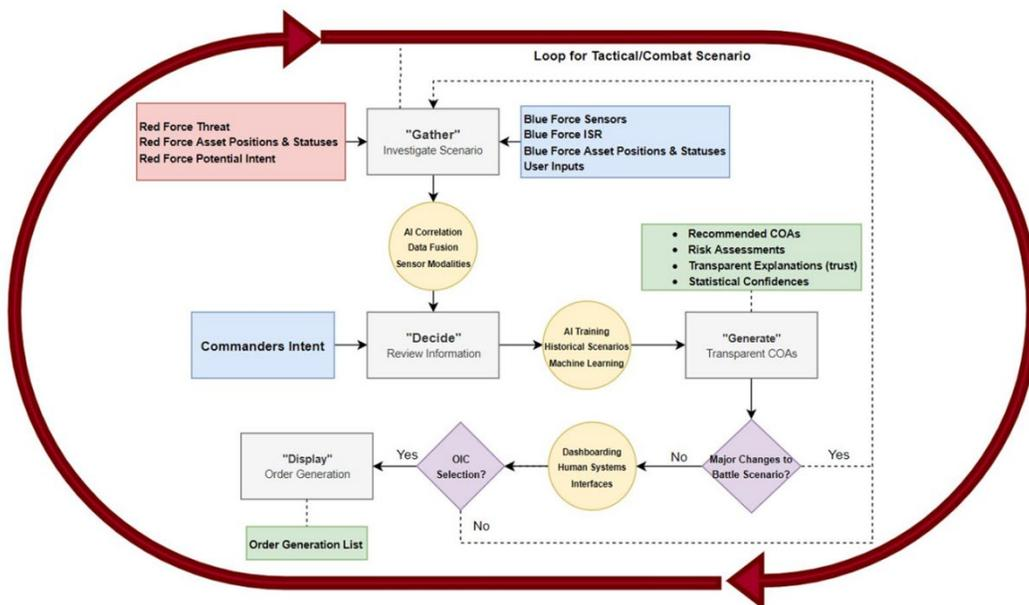 Loop for Tactical/Combat Scenario
Red Force Threat
Red Force Asset Positions & Statuses
Red Force Potential Intent
"Gather"
Investigate Scenario
Blue Force Sensors
Blue Force ISR
Blue Force Asset Positions & Statuses
User Inputs
AI Correlation
Data Fusion
Sensor Modalities
Recommended COAs
Risk Assessments
Transparent Explanations (trust)
Statistical Confidences
Commanders Intent
"Decide"
Review Information
AI Training
Historical Scenarios
Machine Learning
"Generate"
Transparent COAs
"Display"
Order Generation
Yes
OIC
Selection?
Dashboarding
Human Systems
Interfaces
No
Major Changes to
Battle Scenario?
Yes
No
Order Generation List